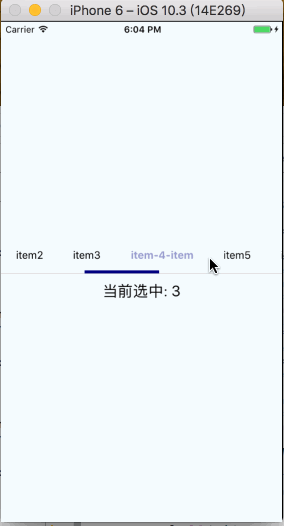 iPhone 6 – iOS 10.3 (14E269)
Carrier 6:04 PM
item2 item3 item-4-item item5
当前选中: 3